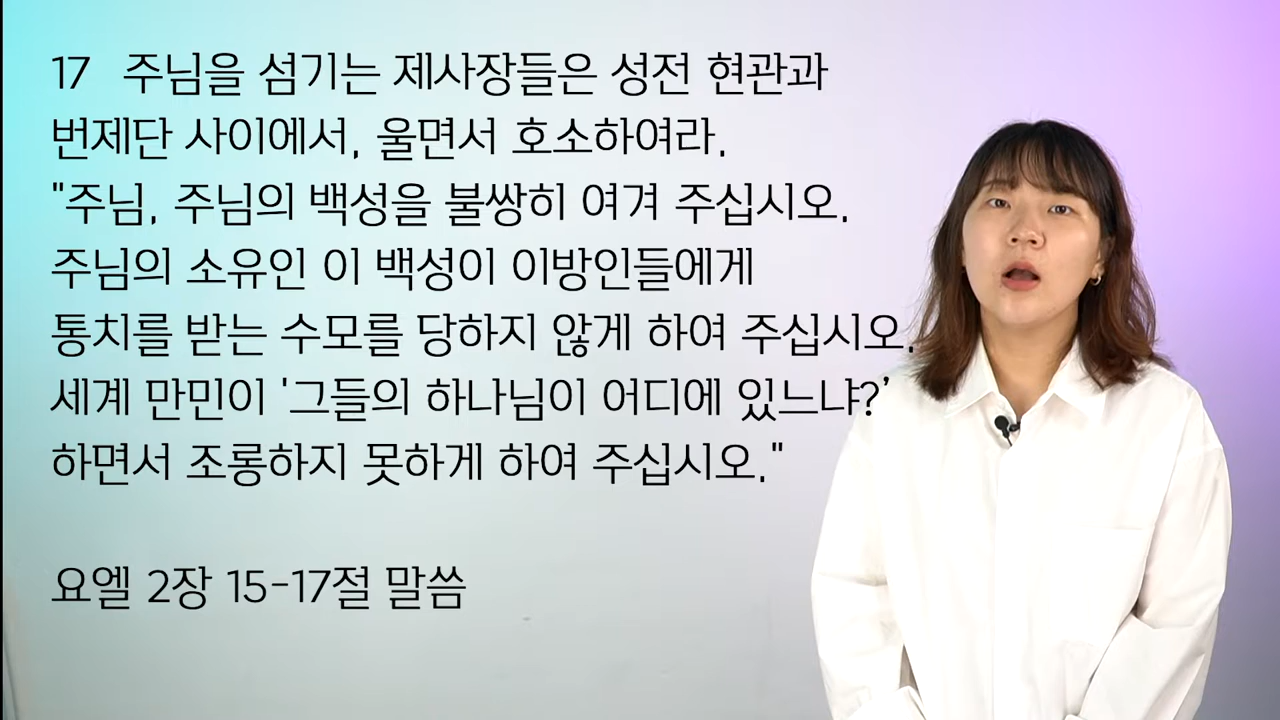 17 주님을 섬기는 제사장들은 성전 현관과
번제단 사이에서, 울면서 호소하여라.
"주님, 주님의 백성을 불쌍히 여겨 주십시오.
주님의 소유인 이 백성이 이방인들에게
통치를 받는 수모를 당하지 않게 하여 주십시오.
세계 만민이 '그들의 하나님이 어디에 있느냐?’
하면서 조롱하지 못하게 하여 주십시오."
요엘 2장 15-17절 말씀